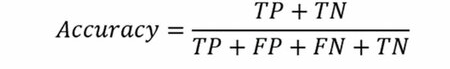 Accuracy = (TP + TN) / (TP + FP + FN + TN)